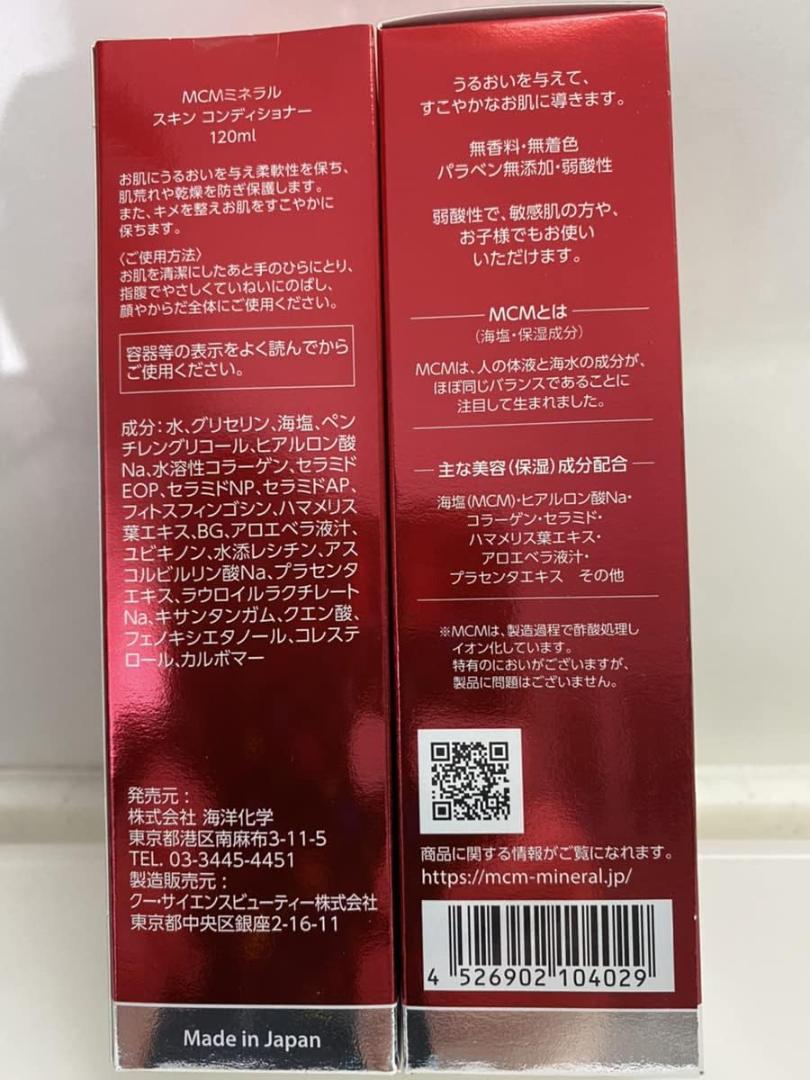 MCMミネラル
スキン コンディショナー
120ml
お肌にうるおいを与え柔軟性を保ち、
肌荒れや乾燥を防ぎ保護します。
また、キメを整えお肌をすこやかに
保ちます。
〈ご使用方法〉
お肌を清潔にしたあと手のひらにとり、
指腹でやさしくていねいにのばし、
顔やからだ全体にご使用ください。
容器等の表示をよく読んでから
ご使用ください。
成分：水、グリセリン、海塩、ペン
チレングリコール、ヒアルロン酸
Na、水溶性コラーゲン、セラミド
EOP、セラミドNP、セラミドAP、
フィトスフィンゴシン、ハマメリス
葉エキス、BG、アロエベラ液汁、
ユビキノン、水添レシチン、アス
コルビルリン酸Na、プラセンタ
エキス、ラウロイルラクチレート
Na、キサンタンガム、クエン酸、
フェノキシエタノール、コレステ
ロール、カルボマー
発売元：
株式会社 海洋化学
東京都港区南麻布3-11-5
TEL. 03-3445-4451
製造販売元：
クー・サイエンスビューティー株式会社
東京都中央区銀座2-16-11
Made in Japan
うるおいを与えて、
すこやかなお肌に導きます。
無香料・無着色
パラベン無添加・弱酸性
弱酸性で、敏感肌の方や、
お子様でもお使い
いただけます。
MCMとは
（海塩・保湿成分）
MCMは、人の体液と海水の成分が、
ほぼ同じバランスであることに
注目して生まれました。
主な美容（保湿）成分配合
海塩（MCM）・ヒアルロン酸Na・
コラーゲン・セラミド・
ハマメリス葉エキス・
アロエベラ液汁・
プラセンタエキス その他
※MCMは、製造過程で酢酸処理し
イオン化しています。
特有のにおいがございますが、
製品に問題はございません。
商品に関する情報がご覧になれます。
https://mcm-mineral.jp/
4 526902 104029